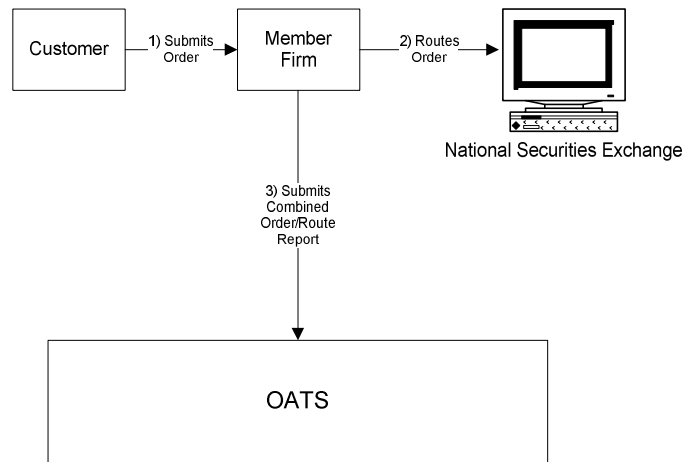 Customer
1) Submits
Order
Member
Firm
2) Routes
Order
National Securities Exchange
3) Submits
Combined
Order/Route
Report
OATS